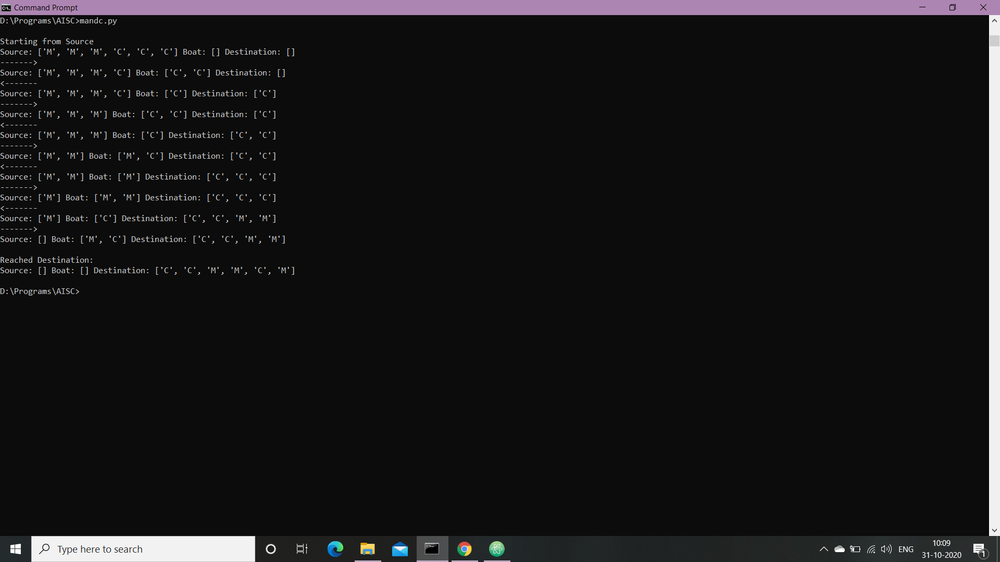 Command Prompt
D:\Programs\AISC>mandc.py
Starting from Source
Source: ['M', 'M', 'M', 'C', 'C', 'C'] Boat: [] Destination: []
------->
Source: ['M', 'M', 'M', 'C'] Boat: ['C', 'C'] Destination: []
<-------
Source: ['M', 'M', 'M', 'C'] Boat: ['C'] Destination: ['C']
------->
Source: ['M', 'M', 'M'] Boat: ['C', 'C'] Destination: ['C']
<-------
Source: ['M', 'M', 'M'] Boat: ['C'] Destination: ['C', 'C']
------->
Source: ['M', 'M'] Boat: ['M', 'C'] Destination: ['C', 'C']
<-------
Source: ['M', 'M'] Boat: ['M'] Destination: ['C', 'C', 'C']
------->
Source: ['M'] Boat: ['M', 'M'] Destination: ['C', 'C', 'C']
<-------
Source: ['M'] Boat: ['C'] Destination: ['C', 'C', 'M', 'M']
------->
Source: [] Boat: ['M', 'C'] Destination: ['C', 'C', 'M', 'M']
Reached Destination:
Source: [] Boat: [] Destination: ['C', 'C', 'M', 'M', 'C', 'M']
D:\Programs\AISC>
Type here to search
ENG
10:09
31-10-2020
1